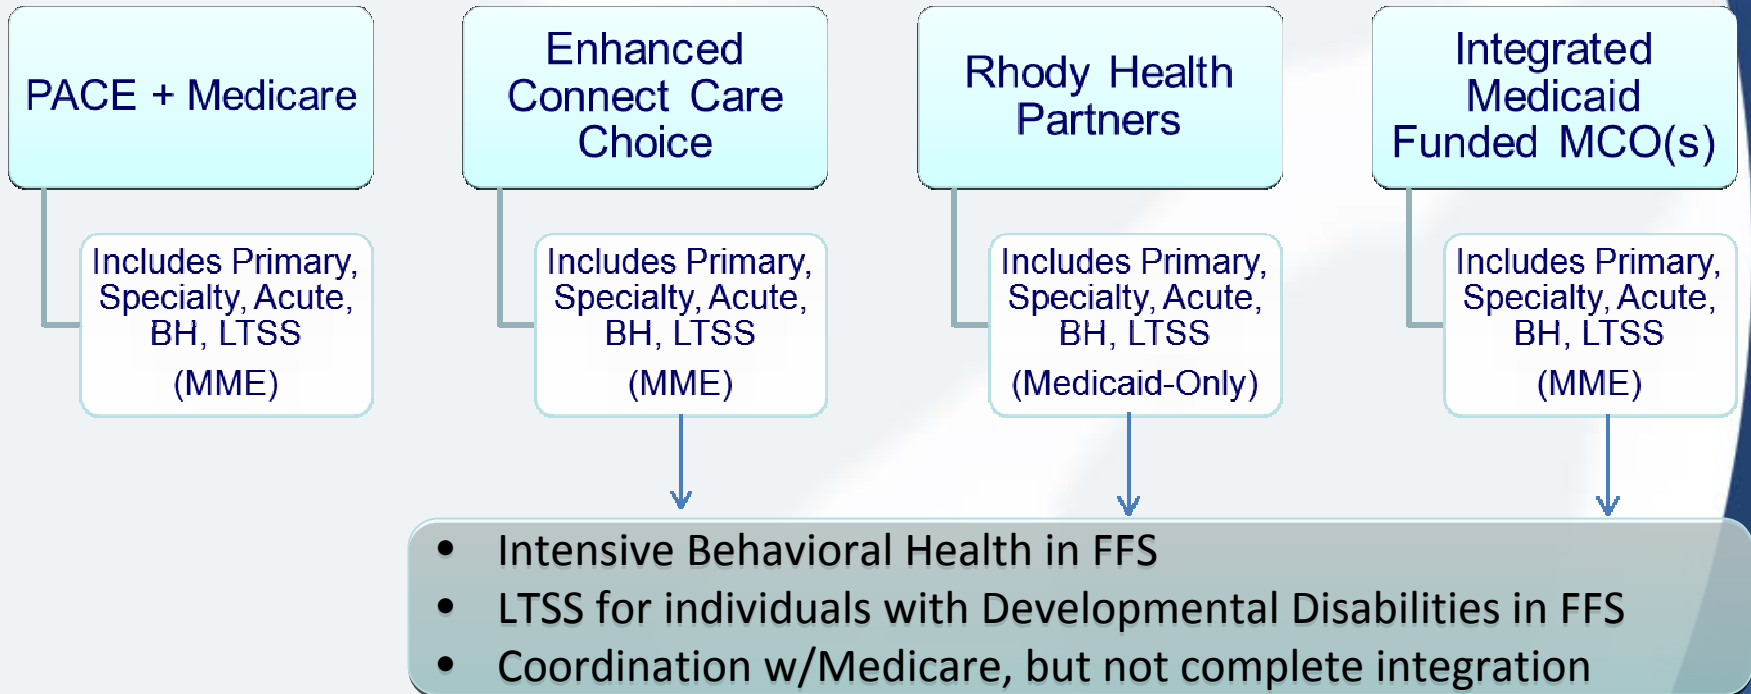 PACE + Medicare
Includes Primary,
Specialty, Acute,
BH, LTSS
(MME)
Enhanced
Connect Care
Choice
Includes Primary,
Specialty, Acute,
BH, LTSS
(MME)
Rhody Health
Partners
Includes Primary,
Specialty, Acute,
BH, LTSS
(Medicaid-Only)
Integrated
Medicaid
Funded MCO(s)
Includes Primary,
Specialty, Acute,
BH, LTSS
(MME)
• Intensive Behavioral Health in FFS
• LTSS for individuals with Developmental Disabilities in FFS
• Coordination w/Medicare, but not complete integration